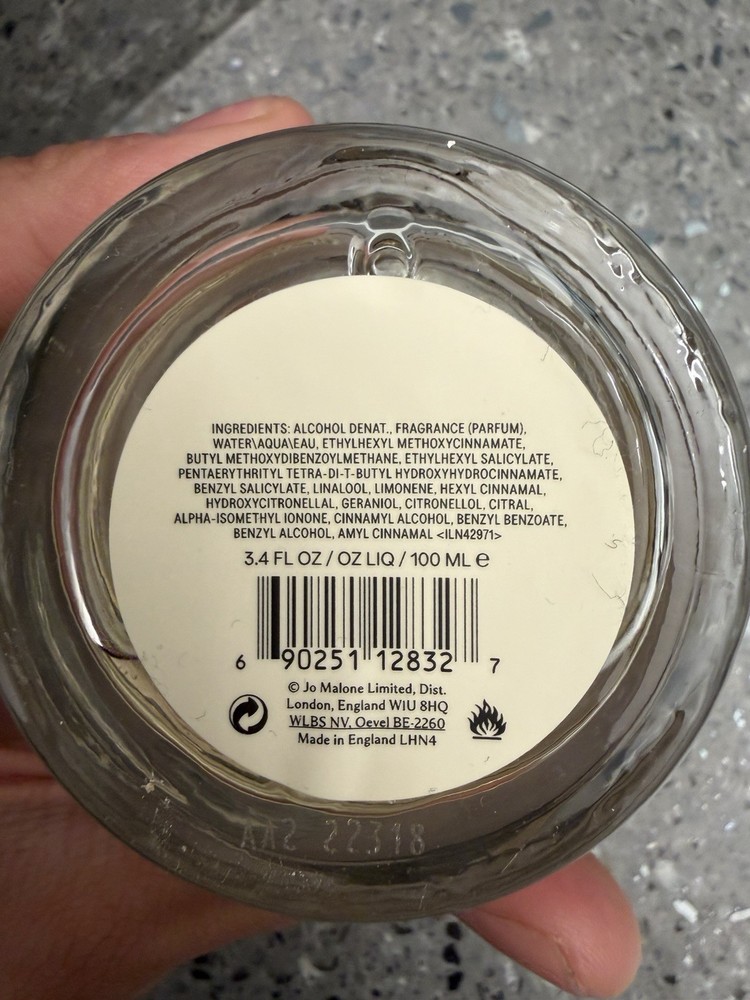 INGREDIENTS: ALCOHOL DENAT., FRAGRANCE (PARFUM),
WATER\AQUA\EAU, ETHYLHEXYL METHOXYCINNAMATE,
BUTYL METHOXYDIBENZOYLMETHANE, ETHYLHEXYL SALICYLATE,
PENTAERYTHRITYL TETRA-DI-T-BUTYL HYDROXYHYDROCINNAMATE,
BENZYL SALICYLATE, LINALOOL, LIMONENE, HEXYL CINNAMAL,
HYDROXYCITRONELLAL, GERANIOL, CITRONELLOL, CITRAL,
ALPHA-ISOMETHYL IONONE, CINNAMYL ALCOHOL, BENZYL BENZOATE,
BENZYL ALCOHOL, AMYL CINNAMAL <ILN42971>
3.4 FL OZ / OZ LIQ / 100 ML ℮
6 90251 12832 7
© Jo Malone Limited, Dist.
London, England W1U 8HQ
WLBS NV, Oevel BE-2260
Made in England LHN4
AA2 22318